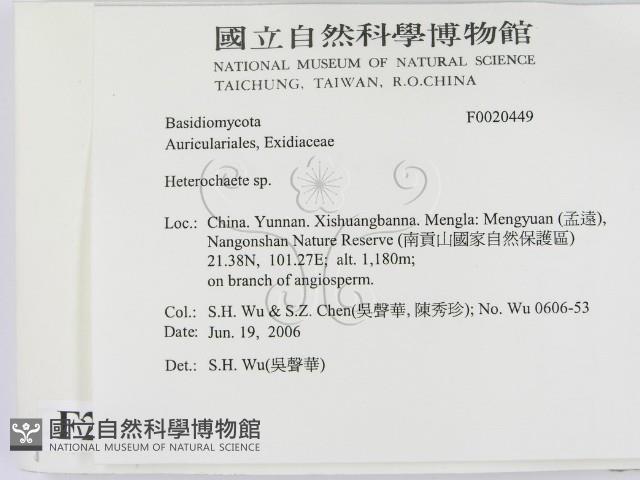 國立自然科學博物館
NATIONAL MUSEUM OF NATURAL SCIENCE
TAICHUNG, TAIWAN, R.O.CHINA
Basidiomycota F0020449
Auriculariales, Exidiaceae
Heterochaete sp.
Loc.: China. Yunnan. Xishuangbanna. Mengla: Mengyuan (孟遠),
Nangonshan Nature Reserve (南貢山國家自然保護區)
21.38N, 101.27E; alt. 1,180m;
on branch of angiosperm.
Col.: S.H. Wu & S.Z. Chen(吳聲華, 陳秀珍); No. Wu 0606-53
Date: Jun. 19, 2006
Det.: S.H. Wu(吳聲華)
國立自然科學博物館
NATIONAL MUSEUM OF NATURAL SCIENCE